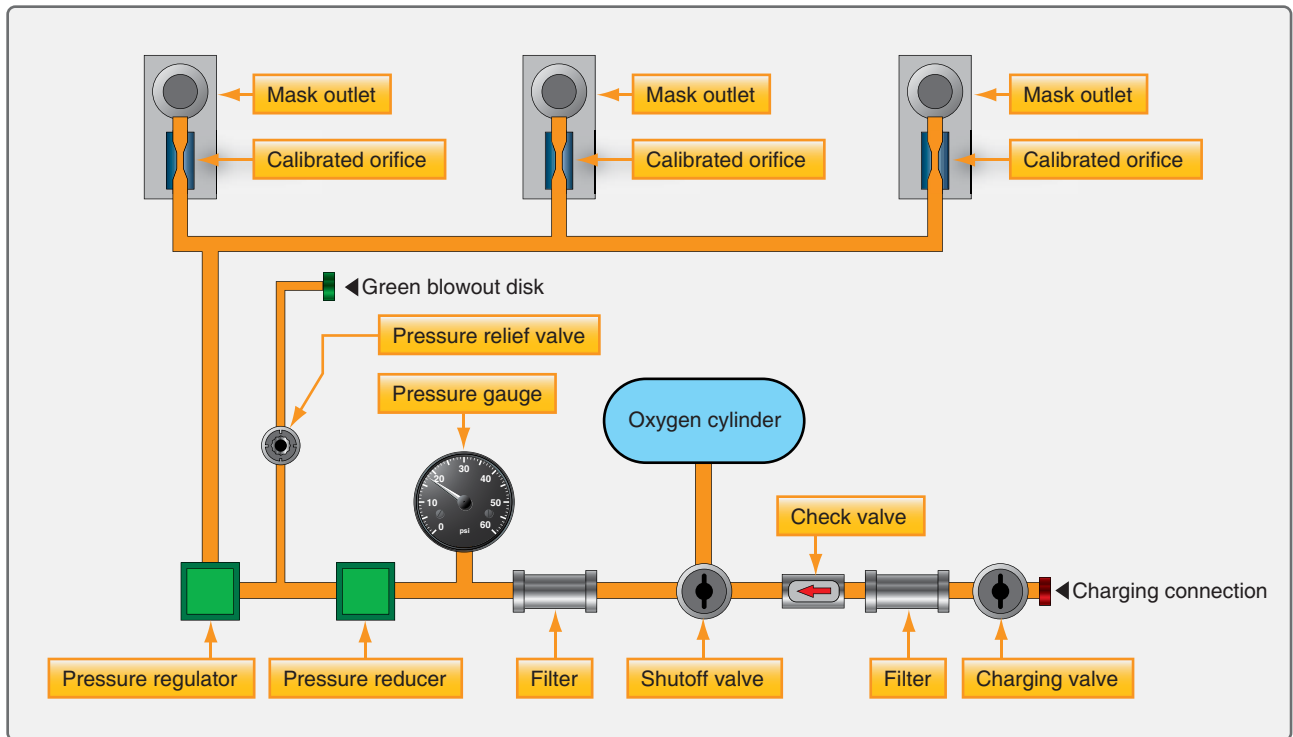 Mask outlet
Mask outlet
Mask outlet
Calibrated orifice
Calibrated orifice
Calibrated orifice
Green blowout disk
Pressure relief valve
Pressure gauge
Oxygen cylinder
0
10
20
30
40
50
60
psi
Check valve
Charging connection
Pressure regulator
Pressure reducer
Filter
Shutoff valve
Filter
Charging valve